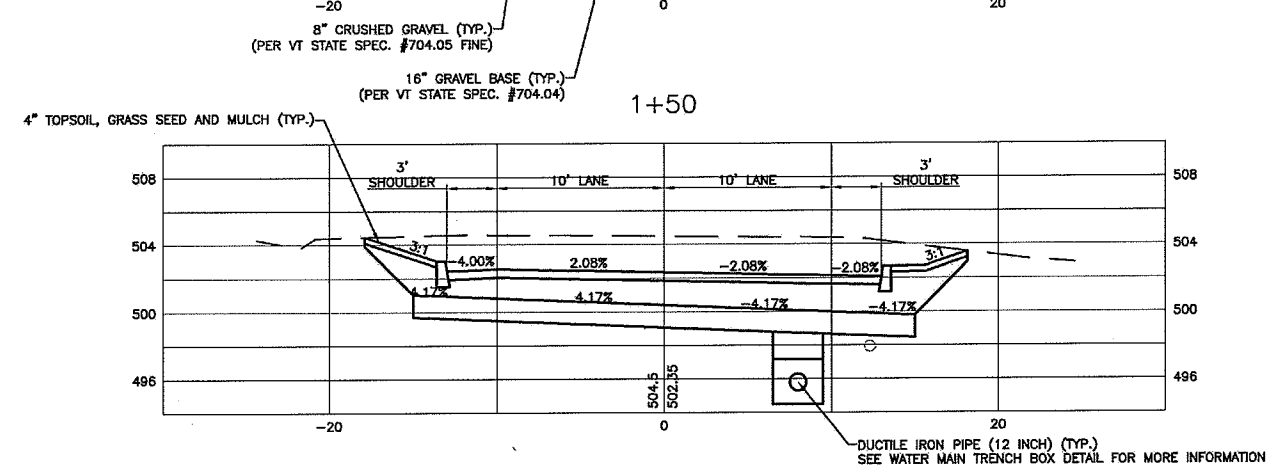 -20 0 20
8" CRUSHED GRAVEL (TYP.)
(PER VT STATE SPEC. #704.05 FINE)
16" GRAVEL BASE (TYP.)
(PER VT STATE SPEC. #704.04)
1+50
4" TOPSOIL, GRASS SEED AND MULCH (TYP.)
3'
SHOULDER
10' LANE
10' LANE
3'
SHOULDER
508
508
504
504
3:1
-4.00%
2.08%
-2.08%
-2.08%
3:1
4.17%
4.17%
-4.17%
-4.17%
500
500
496
496
504.5
502.35
-20 0 20
DUCTILE IRON PIPE (12 INCH) (TYP.)
SEE WATER MAIN TRENCH BOX DETAIL FOR MORE INFORMATION